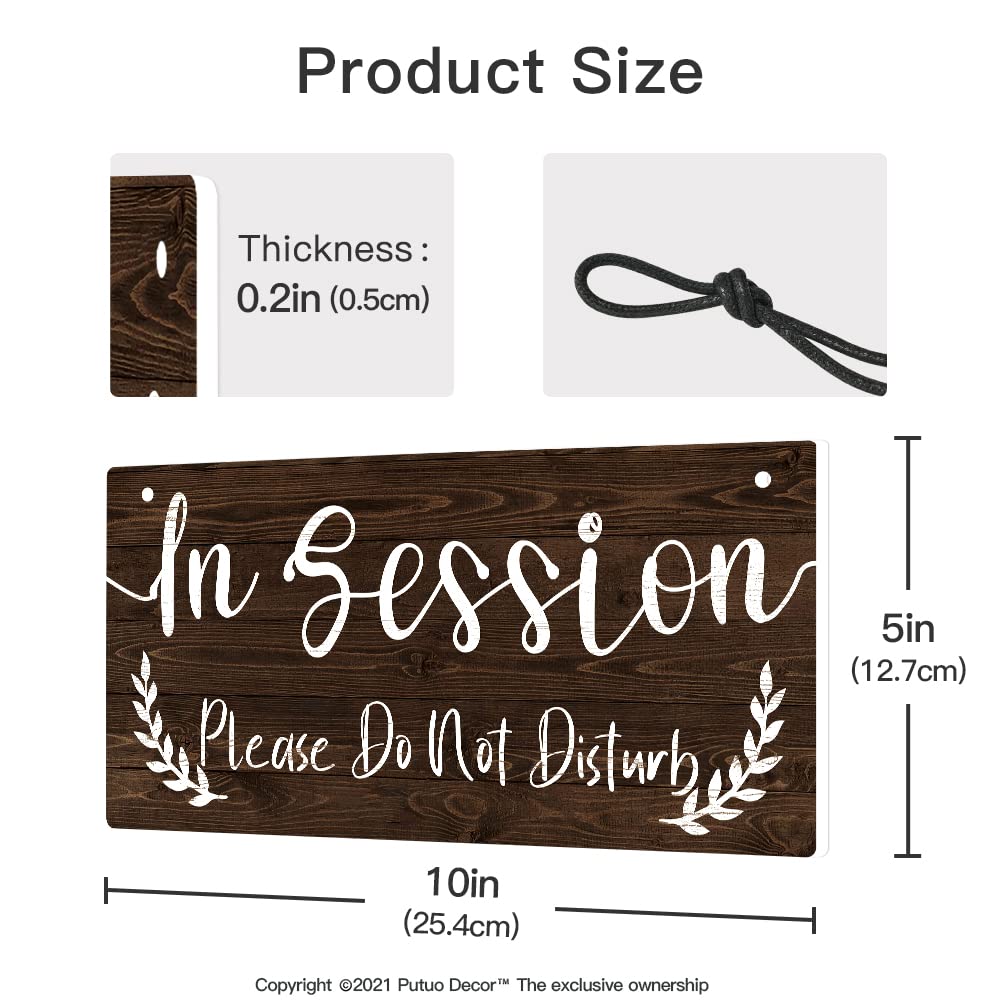 Product Size
Thickness :
0.2in (0.5cm)
In Session
Please Do Not Disturb
5in
(12.7cm)
10in
(25.4cm)
Copyright ©2021 Putuo Decor™ The exclusive ownership